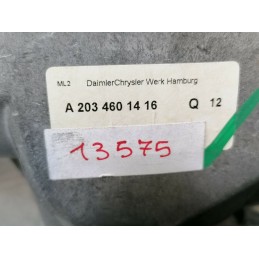 ML2 DaimlerChrysler Werk Hamburg
A 203 460 14 16 Q 12
13575